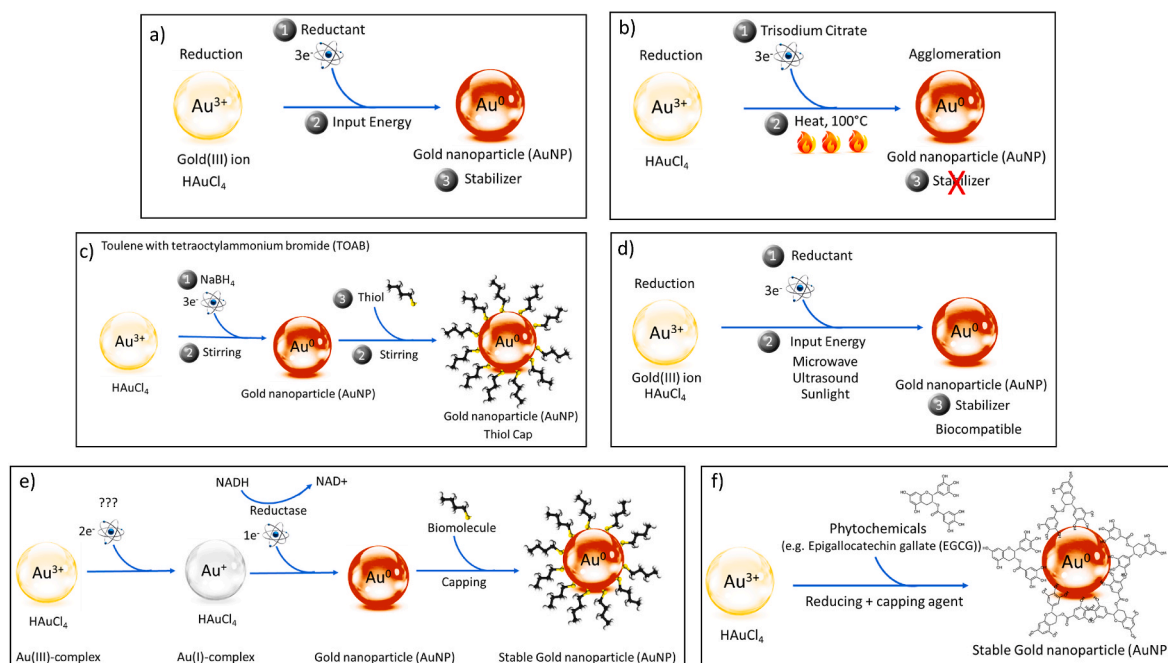 a)
1 Reductant
Reduction
3e-
Au3+
Au0
2 Input Energy
Gold(III) ion
HAuCl4
Gold nanoparticle (AuNP)
3 Stabilizer
b)
1 Trisodium Citrate
Reduction
3e-
Agglomeration
Au3+
Au0
2 Heat, 100°C
HAuCl4
Gold nanoparticle (AuNP)
3 Stabilizer
X
c)
Toulene with tetraoctylammonium bromide (TOAB)
1 NaBH4
3e-
3 Thiol
Au3+
Au0
Au0
2 Stirring
2 Stirring
HAuCl4
Gold nanoparticle (AuNP)
Gold nanoparticle (AuNP)
Thiol Cap
d)
1 Reductant
Reduction
3e-
Au3+
Au0
2 Input Energy
Microwave
Ultrasound
Sunlight
Gold(III) ion
HAuCl4
Gold nanoparticle (AuNP)
3 Stabilizer
Biocompatible
e)
???
NADH
NAD+
Reductase
2e-
1e-
Biomolecule
Au3+
Au+
Au0
Capping
Au0
HAuCl4
HAuCl4
Au(III)-complex
Au(I)-complex
Gold nanoparticle (AuNP)
Stable Gold nanoparticle (AuNP)
f)
Phytochemicals
(e.g. Epigallocatechin gallate (EGCG))
Au3+
Au0
Reducing + capping agent
HAuCl4
Stable Gold nanoparticle (AuNP